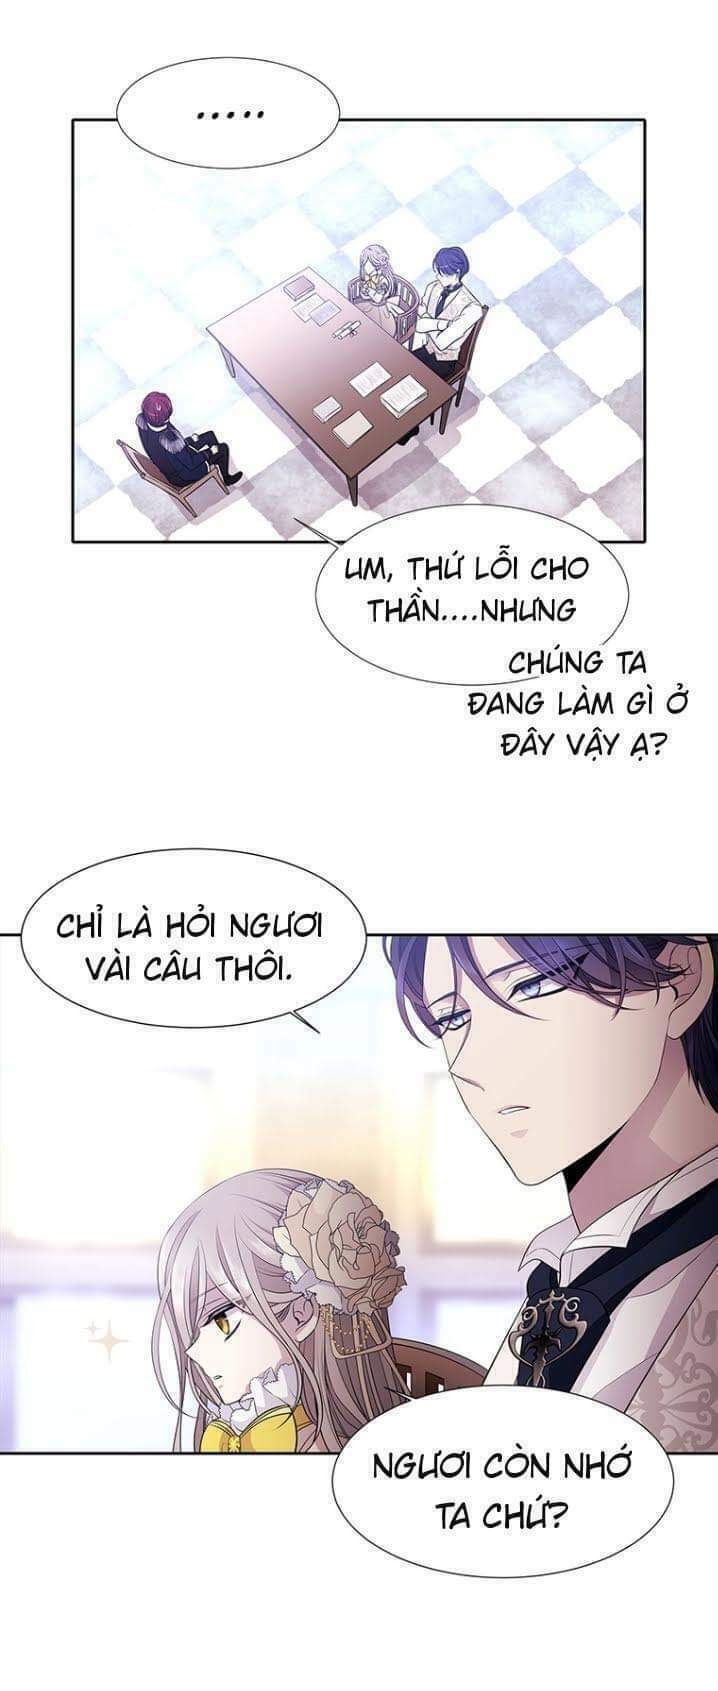 .....
UM, THỨ LỖI CHO
THẦN....NHƯNG
CHÚNG TA
ĐANG LÀM GÌ Ở
ĐÂY VẬY Ạ?
CHỈ LÀ HỎI NGƯƠI
VÀI CÂU THÔI.
NGƯƠI CÒN NHỚ
TA CHỨ?